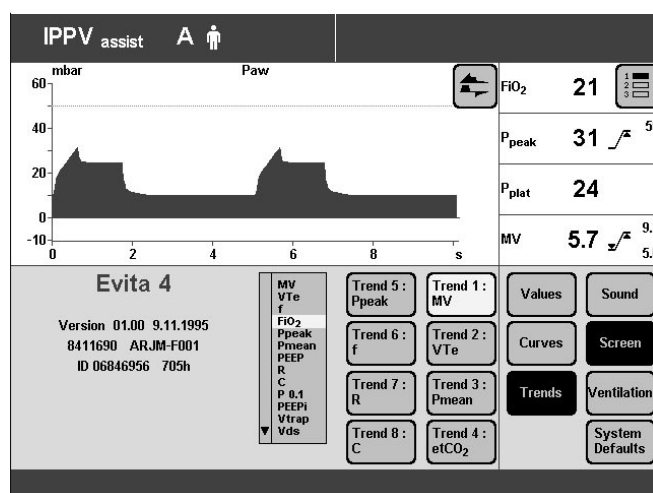 IPPV assist A
mbar Paw
60
40
20
0
-10
0 2 4 6 8 s
FiO2 21
1
2
3
Ppeak 31 5
Pplat 24
MV 5.7 9.
5.
Evita 4
Version 01.00 9.11.1995
8411690 ARJM-F001
ID 06846956 705h
MV
VTe
f
FiO2
Ppeak
Pmean
PEEP
R
C
P 0.1
PEEPi
Vtrap
Vds
Trend 5 :
Ppeak
Trend 1 :
MV
Trend 6 :
f
Trend 2 :
VTe
Trend 7 :
R
Trend 3 :
Pmean
Trend 8 :
C
Trend 4 :
etCO2
Values
Sound
Curves
Screen
Trends
Ventilation
System
Defaults